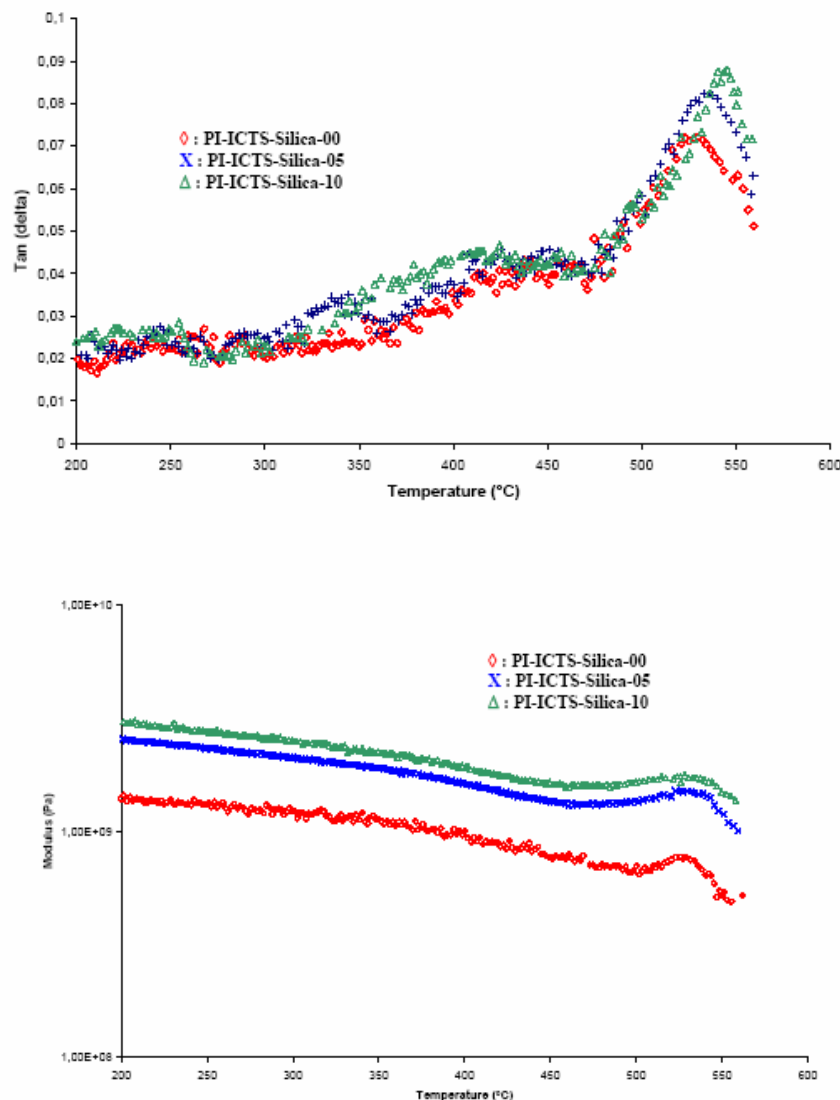 0,1
0,09
0,08
0,07
0,06
0,05
0,04
0,03
0,02
0,01
0
Tan (delta)
◊ : PI-ICTS-Silica-00
X : PI-ICTS-Silica-05
△ : PI-ICTS-Silica-10
200 250 300 350 400 450 500 550 600
Temperature (°C)
1,00E+10
1,00E+09
1,00E+08
Modulus (Pa)
◊ : PI-ICTS-Silica-00
X : PI-ICTS-Silica-05
△ : PI-ICTS-Silica-10
200 250 300 350 400 450 500 550 600
Temperature (°C)